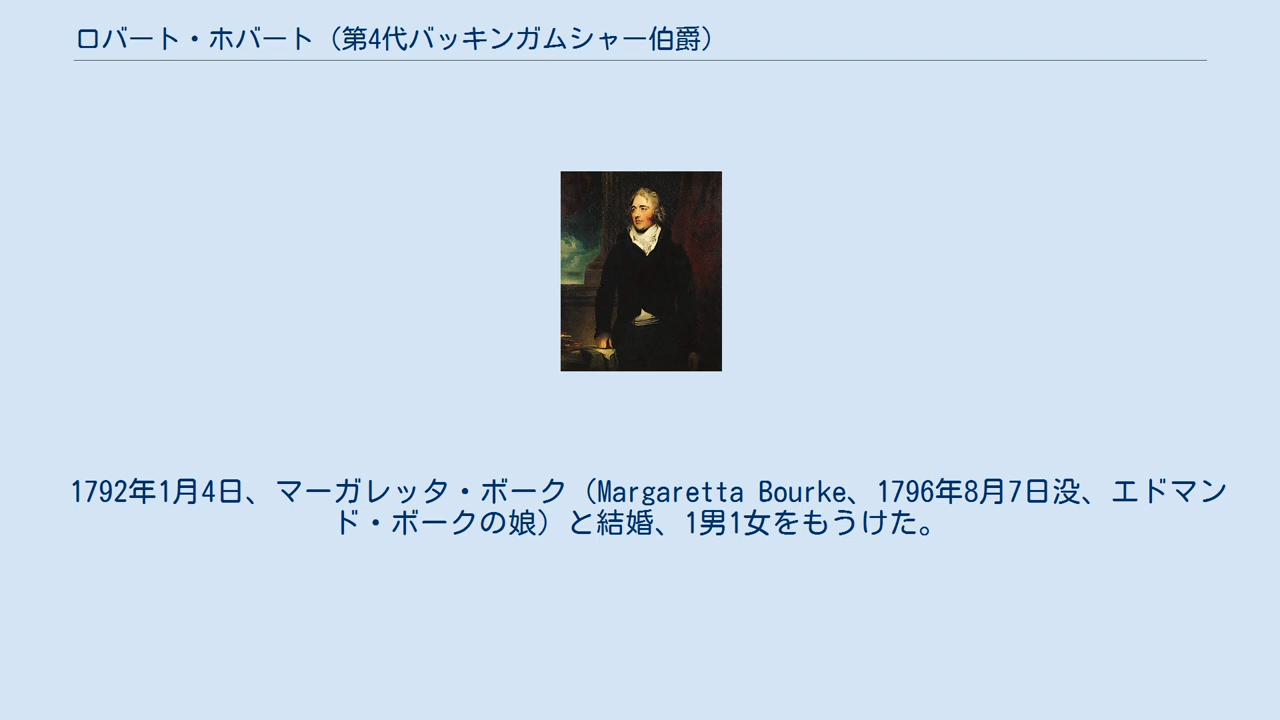 ロバート・ホバート（第4代バッキンガムシャー伯爵）
1792年1月4日、マーガレッタ・ボーク（Margaretta Bourke、1796年8月7日没、エドマン
ド・ボークの娘）と結婚、1男1女をもうけた。